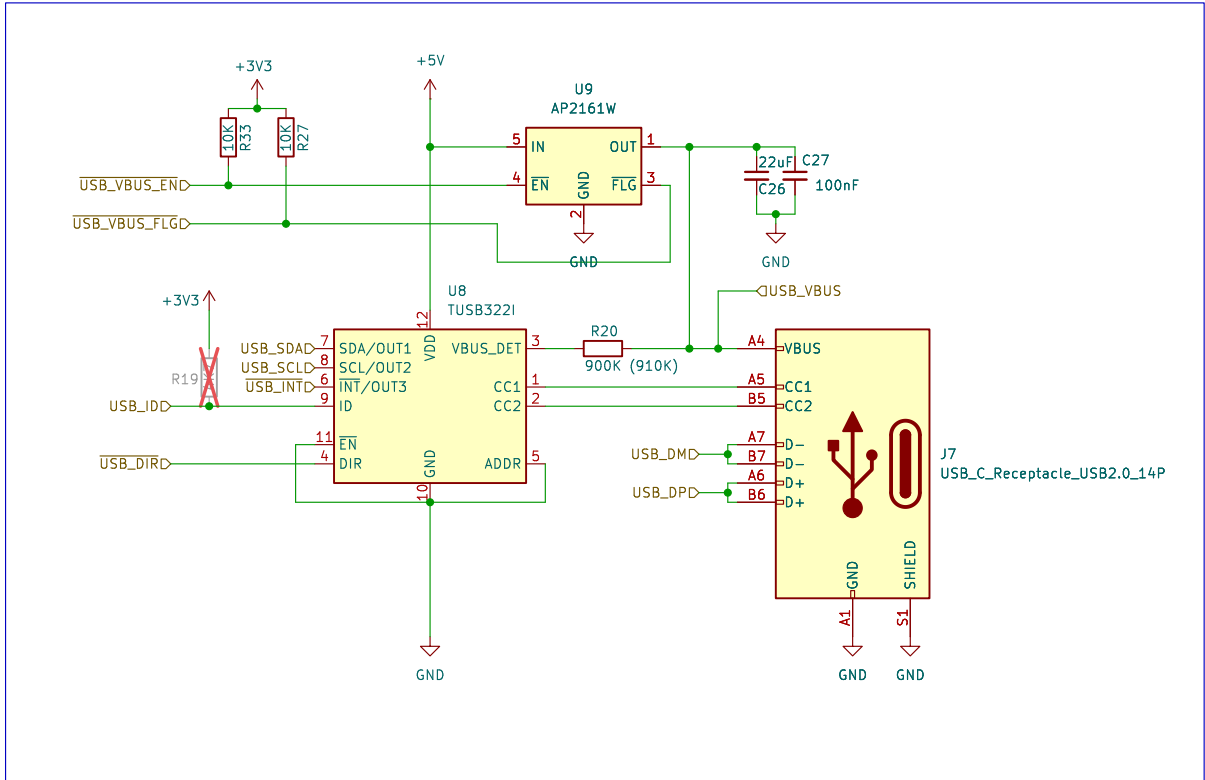 +5V
+3V3
U9
AP2161W
10K
R33
10K
R27
5
IN
OUT
1
4
EN
FLG
3
GND
2
GND
22uF
C26
C27
100nF
GND
USB_VBUS_EN
USB_VBUS_FLG
USB_VBUS
+3V3
R19
U8
TUSB322I
12
VDD
USB_SDA
7
SDA/OUT1
USB_SCL
8
SCL/OUT2
USB_INT
6
INT/OUT3
USB_ID
9
ID
11
EN
USB_DIR
4
DIR
GND
10
VBUS_DET
3
CC1
1
CC2
2
ADDR
5
GND
R20
900K (910K)
A4
VBUS
A5
CC1
B5
CC2
USB_DM
A7
D-
B7
D-
USB_DP
A6
D+
B6
D+
J7
USB_C_Receptacle_USB2.0_14P
GND
SHIELD
A1
S1
GND
GND